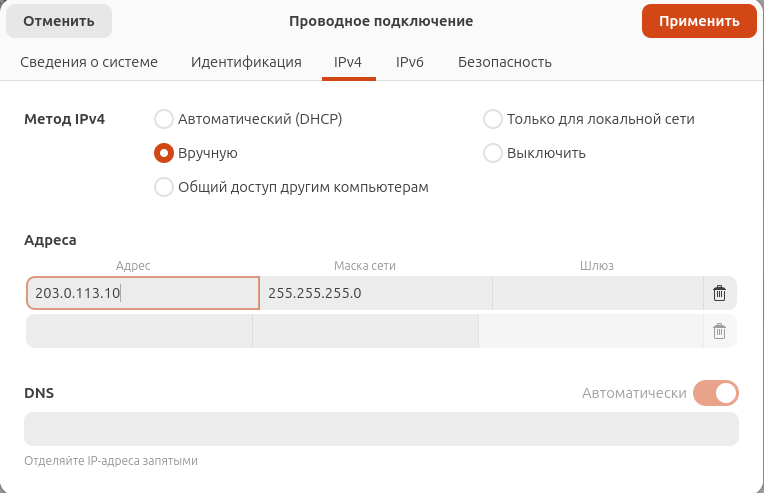 Отменить Проводное подключение Применить
Сведения о системе Идентификация IPv4 IPv6 Безопасность
Метод IPv4 Автоматический (DHCP) Только для локальной сети
Вручную Выключить
Общий доступ другим компьютерам
Адреса
Адрес Маска сети Шлюз
203.0.113.10 255.255.255.0
DNS Автоматически
Отделяйте IP-адреса запятыми